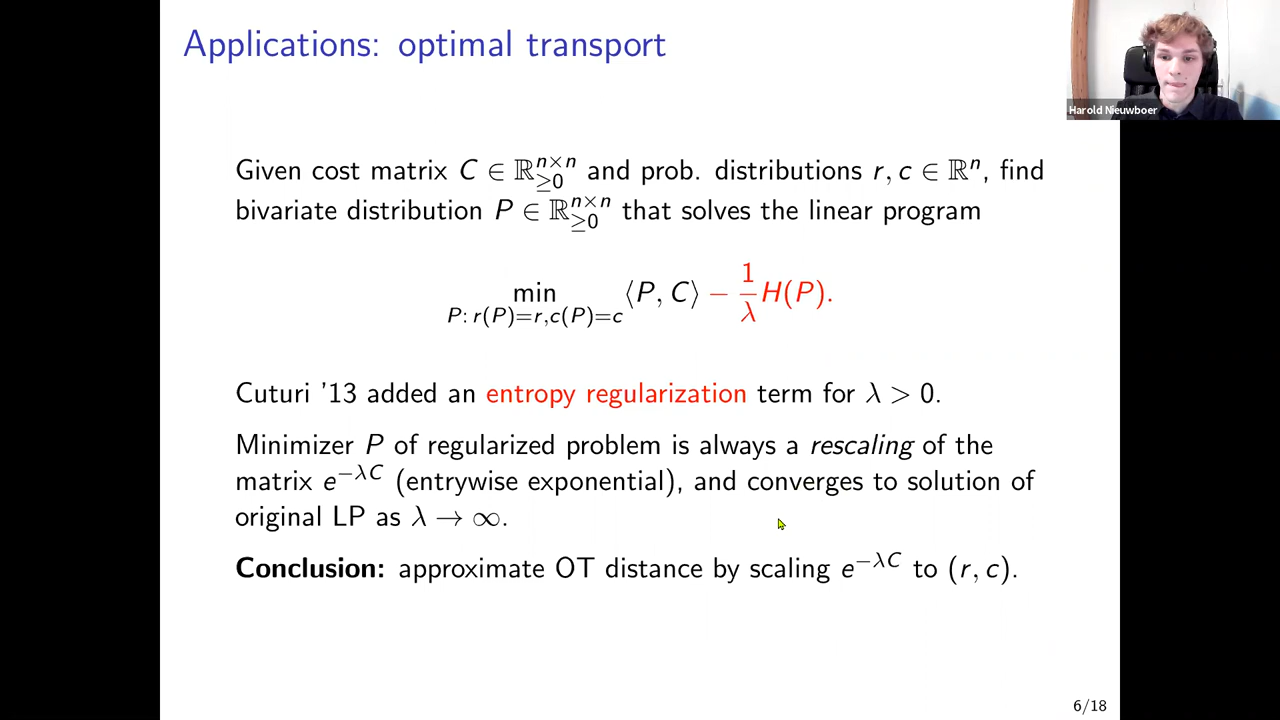 Applications: optimal transport
Harold Nieuwboer
Given cost matrix C ∈ ℝ^{n×n}_{≥0} and prob. distributions r, c ∈ ℝ^n, find
bivariate distribution P ∈ ℝ^{n×n}_{≥0} that solves the linear program
min_{P: r(P)=r,c(P)=c} ⟨P, C⟩ − \frac{1}{λ} H(P).
Cuturi '13 added an entropy regularization term for λ > 0.
Minimizer P of regularized problem is always a rescaling of the
matrix e^{−λC} (entrywise exponential), and converges to solution of
original LP as λ → ∞.
Conclusion: approximate OT distance by scaling e^{−λC} to (r, c).
6/18